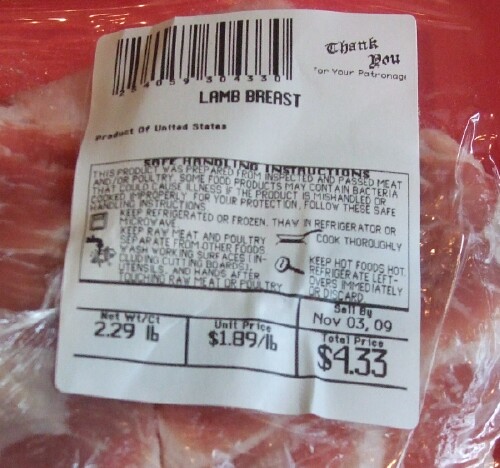 Thank
You
For Your Patronage
254059 304330
LAMB BREAST
Product Of United States
SAFE HANDLING INSTRUCTIONS
THIS PRODUCT WAS PREPARED FROM INSPECTED AND PASSED MEAT
AND/OR POULTRY. SOME FOOD PRODUCTS MAY CONTAIN BACTERIA
THAT COULD CAUSE ILLNESS IF THE PRODUCT IS MISHANDLED OR
COOKED IMPROPERLY. FOR YOUR PROTECTION, FOLLOW THESE SAFE
HANDLING INSTRUCTIONS.
KEEP REFRIGERATED OR FROZEN. THAW IN REFRIGERATOR OR
MICROWAVE.
KEEP RAW MEAT AND POULTRY
SEPARATE FROM OTHER FOODS.
WASH WORKING SURFACES (IN-
CLUDING CUTTING BOARDS),
UTENSILS, AND HANDS AFTER
TOUCHING RAW MEAT OR POULTRY
COOK THOROUGHLY
KEEP HOT FOODS HOT.
REFRIGERATE LEFT-
OVERS IMMEDIATELY
OR DISCARD.
Sell By
Nov 03, 09
Net Wt/Ct
2.29 lb
Unit Price
$1.89/lb
Total Price
$4.33